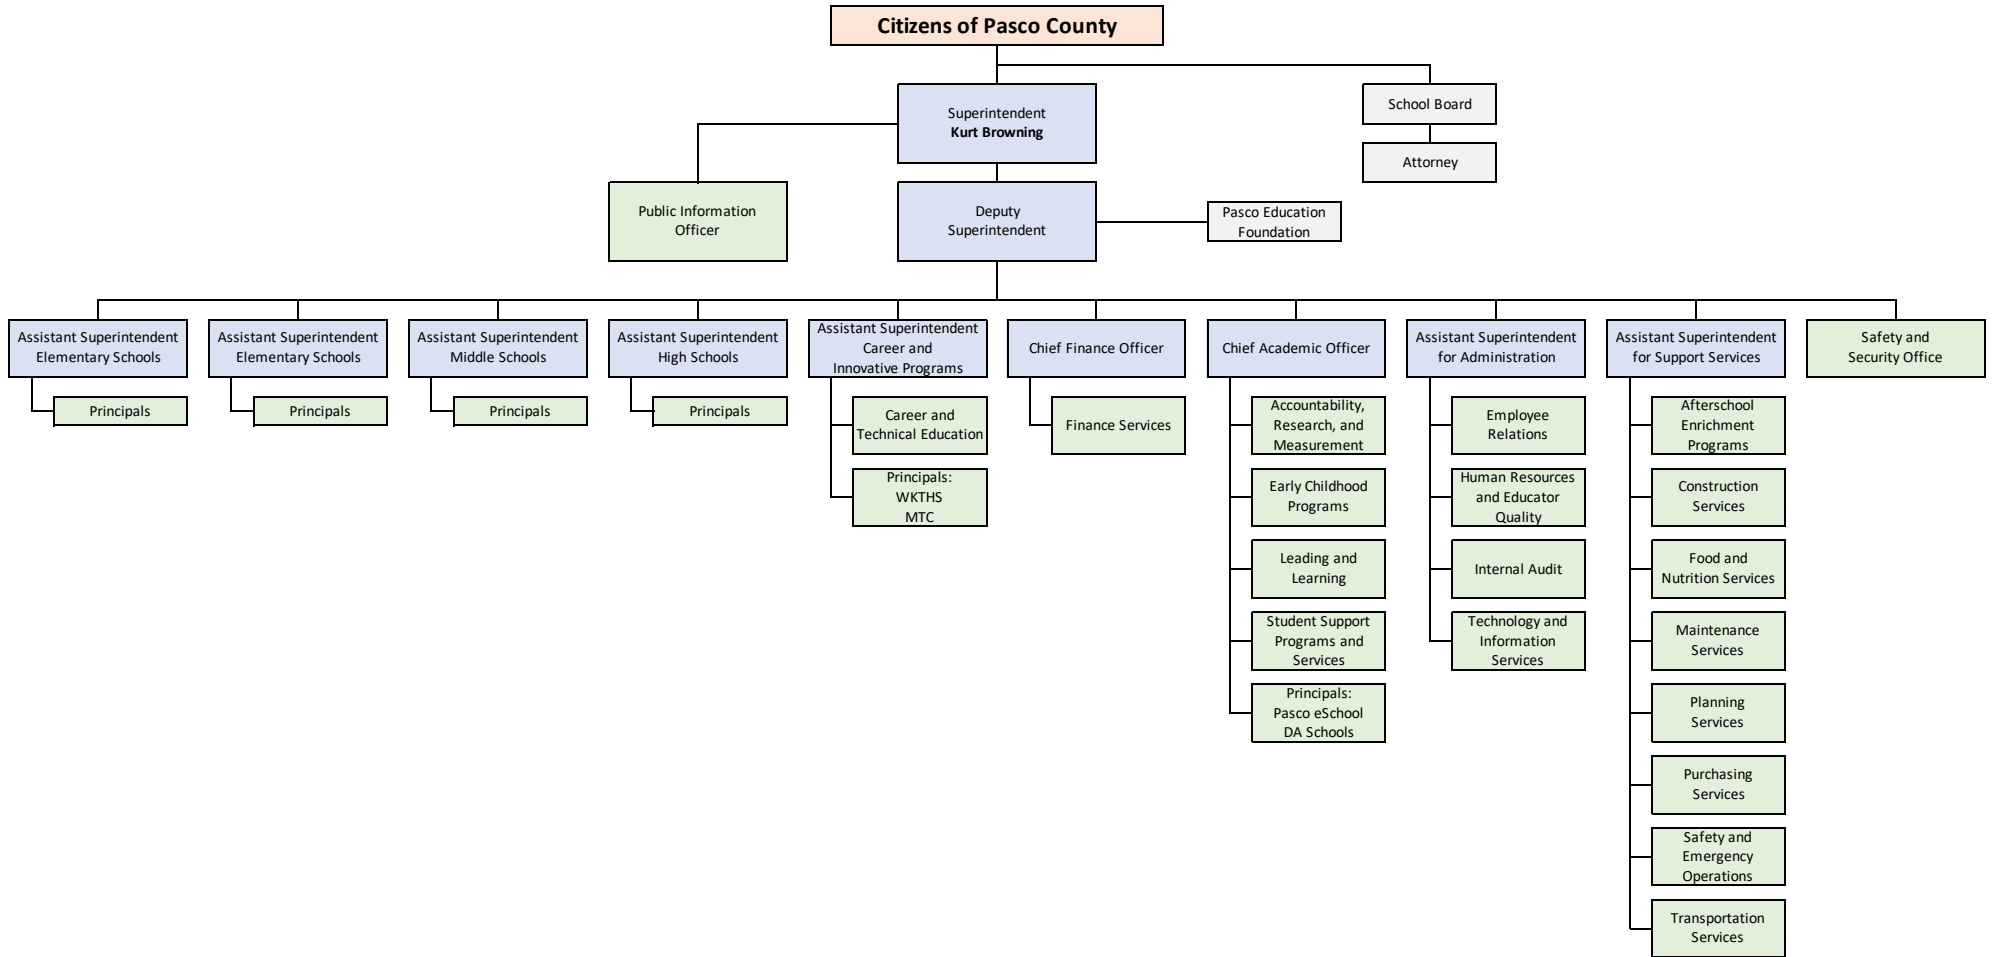 Citizens of Pasco County
Superintendent
Kurt Browning
School Board
Attorney
Public Information
Officer
Deputy
Superintendent
Pasco Education
Foundation
Assistant Superintendent
Elementary Schools
Principals
Assistant Superintendent
Elementary Schools
Principals
Assistant Superintendent
Middle Schools
Principals
Assistant Superintendent
High Schools
Principals
Assistant Superintendent
Career and
Innovative Programs
Career and
Technical Education
Principals:
WKTHS
MTC
Chief Finance Officer
Finance Services
Chief Academic Officer
Accountability,
Research, and
Measurement
Early Childhood
Programs
Leading and
Learning
Student Support
Programs and
Services
Principals:
Pasco eSchool
DA Schools
Assistant Superintendent
for Administration
Employee
Relations
Human Resources
and Educator
Quality
Internal Audit
Technology and
Information
Services
Assistant Superintendent
for Support Services
Afterschool
Enrichment
Programs
Construction
Services
Food and
Nutrition Services
Maintenance
Services
Planning
Services
Purchasing
Services
Safety and
Emergency
Operations
Transportation
Services
Safety and
Security Office